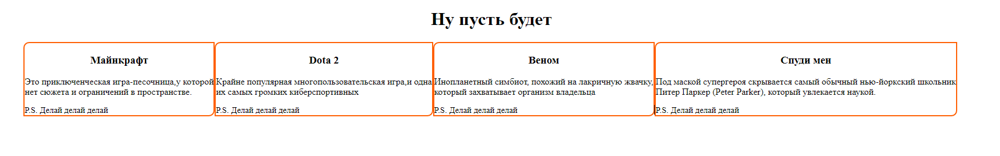 Ну пусть будет
Майнкрафт
Это приключенческая игра-песочница,у которой
нет сюжета и ограничений в пространстве.
P.S. Делай делай делай
Dota 2
Крайне популярная многопользовательская игра,и одна
их самых громких киберспортивных
P.S. Делай делай делай
Веном
Инопланетный симбиот, похожий на лакричную жвачку,
который захватывает организм владельца
P.S. Делай делай делай
Спуди мен
Под маской супергероя скрывается самый обычный нью-йоркский школьник
Питер Паркер (Peter Parker), который увлекается наукой.
P.S. Делай делай делай